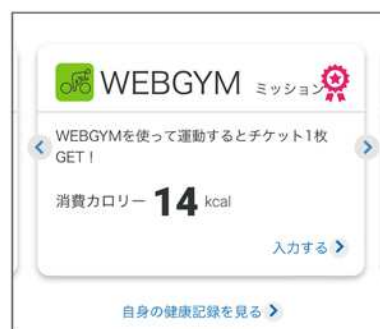 WEBGYM ミッション
WEBGYMを使って運動するとチケット1枚
GET！
消費カロリー 14 kcal
入力する
自身の健康記録を見る